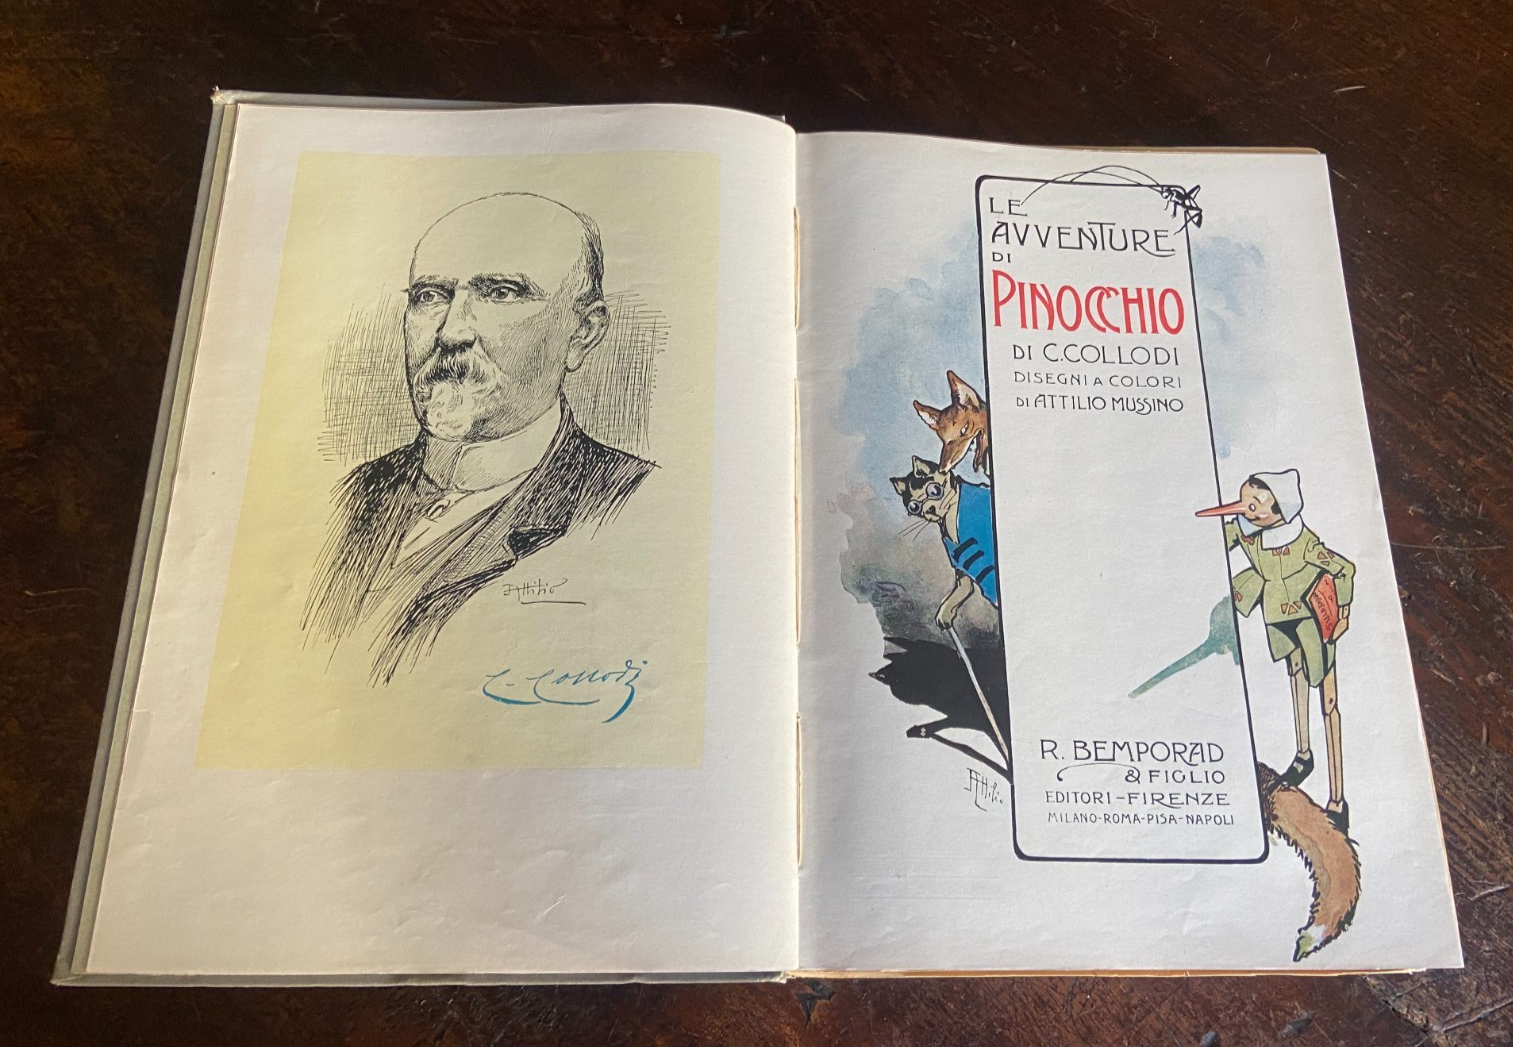 Attilio
C. Collodi
LE
AVVENTURE
DI
PINOCCHIO
DI C. COLLODI
DISEGNI A COLORI
DI ATTILIO MUSSINO
R. BEMPORAD
& FIGLIO
EDITORI-FIRENZE
MILANO-ROMA-PISA-NAPOLI
Attilio